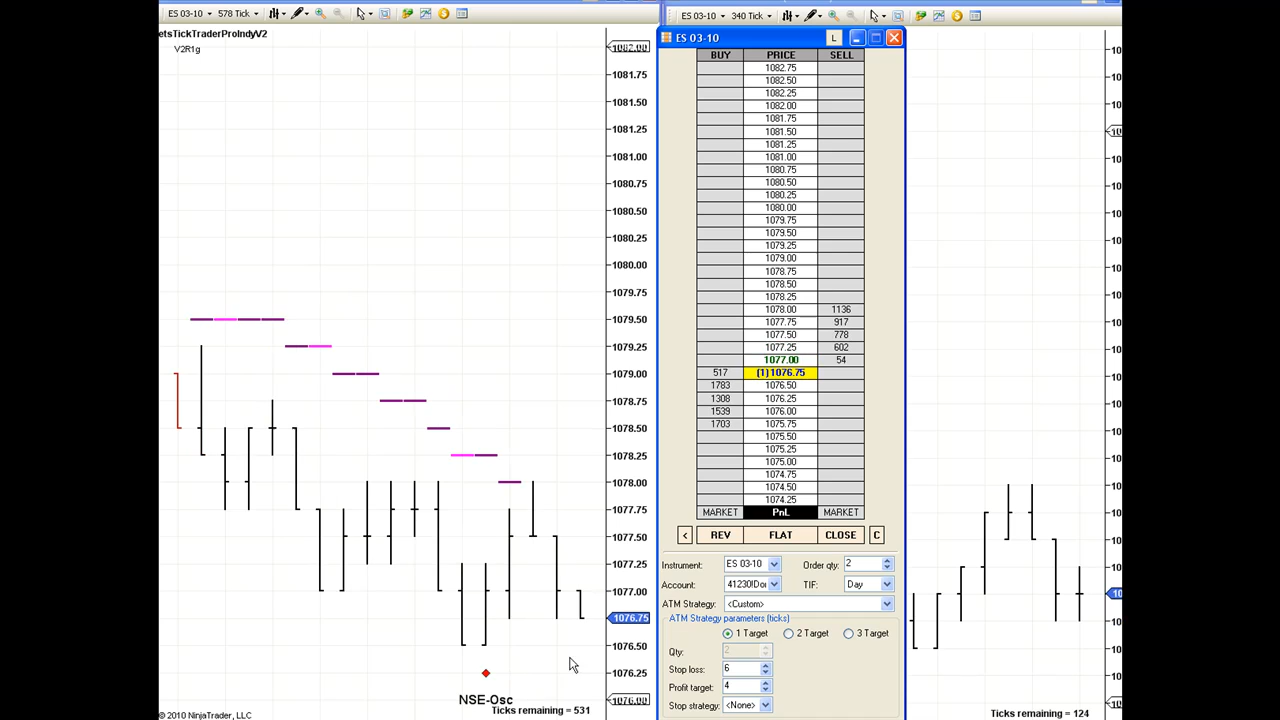 ES 03-10 578 Tick
etsTickTraderProIndyV2
V2R1g
1082.00
1081.75
1081.50
1081.25
1081.00
1080.75
1080.50
1080.25
1080.00
1079.75
1079.50
1079.25
1079.00
1078.75
1078.50
1078.25
1078.00
1077.75
1077.50
1077.25
1077.00
1076.75
1076.50
1076.25
1076.00
NSE-Osc
Ticks remaining = 531
© 2010 NinjaTrader, LLC
ES 03-10 340 Tick
ES 03-10 L
BUY PRICE SELL
1082.75
1082.50
1082.25
1082.00
1081.75
1081.50
1081.25
1081.00
1080.75
1080.50
1080.25
1080.00
1079.75
1079.50
1079.25
1079.00
1078.75
1078.50
1078.25
1078.00 1136
1077.75 917
1077.50 778
1077.25 602
1077.00 54
517 (1) 1076.75
1783 1076.50
1308 1076.25
1539 1076.00
1703 1075.75
1075.50
1075.25
1075.00
1074.75
1074.50
1074.25
MARKET PnL MARKET
< REV FLAT CLOSE C
Instrument: ES 03-10 Order qty: 2
Account: 41230!Do TIF: Day
ATM Strategy: <Custom>
ATM Strategy parameters (ticks)
1 Target 2 Target 3 Target
Qty: 2
Stop loss: 6
Profit target: 4
Stop strategy: <None>
Ticks remaining = 124